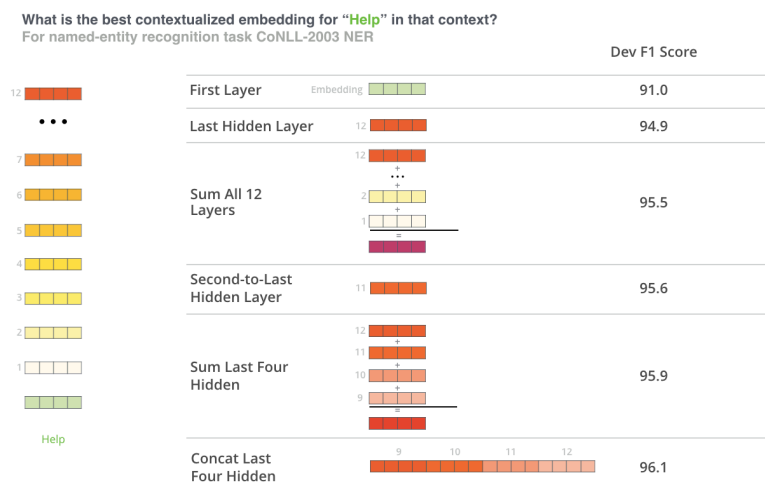 What is the best contextualized embedding for “Help” in that context?
For named-entity recognition task CoNLL-2003 NER
Dev F1 Score
12
• • •
7
6
5
4
3
2
1
Help
First Layer Embedding 91.0
Last Hidden Layer 12 94.9
12
+
• • •
+
Sum All 12
Layers
2
+
1
=
95.5
Second-to-Last
Hidden Layer
11
95.6
12
+
11
+
Sum Last Four
Hidden
10
+
9
=
95.9
9 10 11 12
Concat Last
Four Hidden
96.1